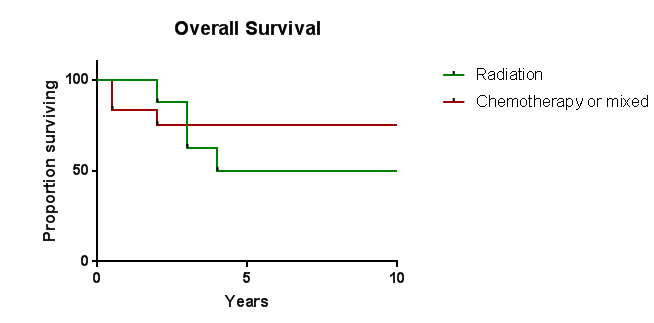 Overall Survival
Radiation
Chemotherapy or mixed
Proportion surviving
100
50
0
0 5 10
Years